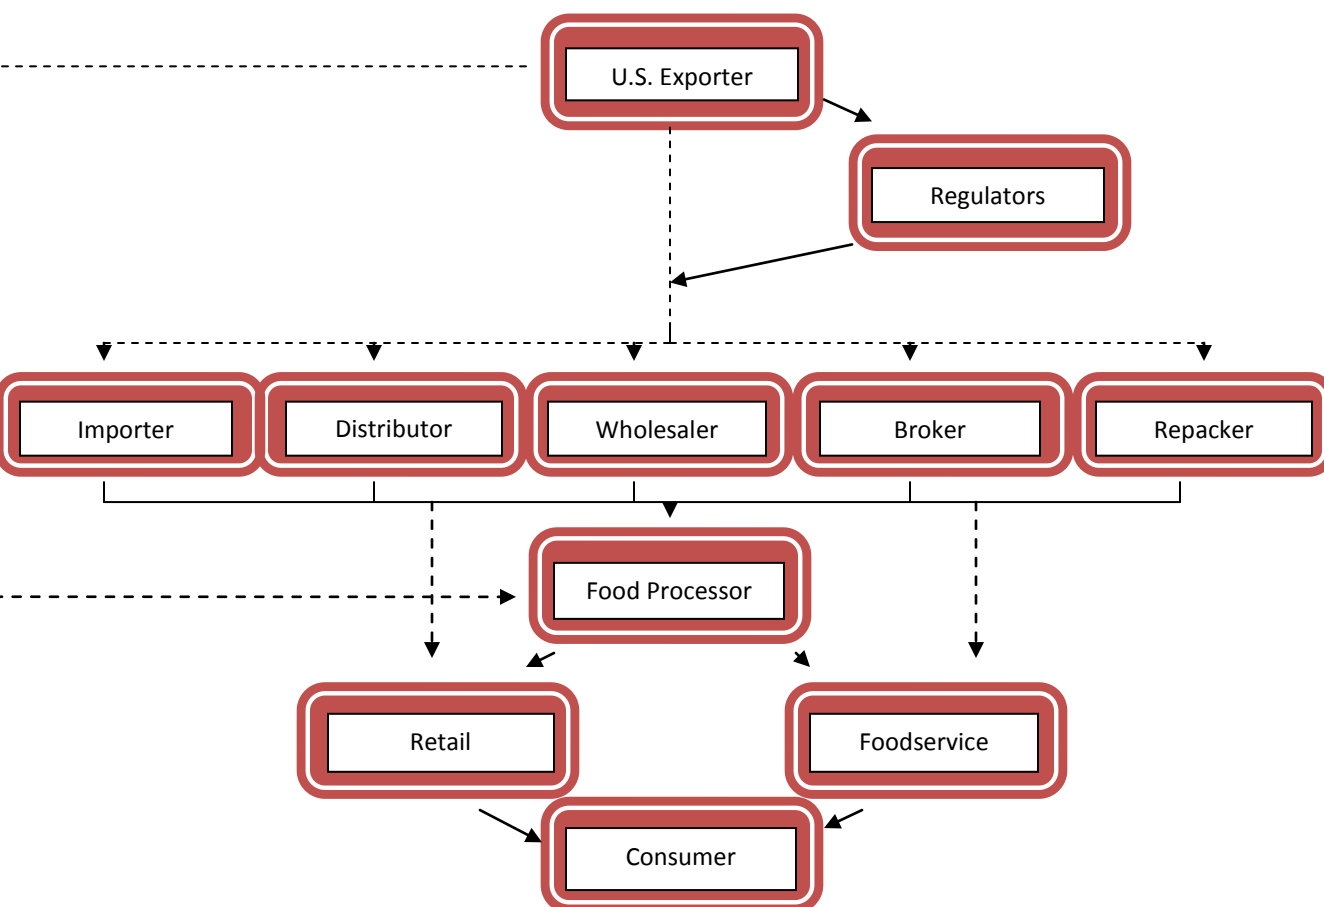 U.S. Exporter
Regulators
Importer
Distributor
Wholesaler
Broker
Repacker
Food Processor
Retail
Foodservice
Consumer